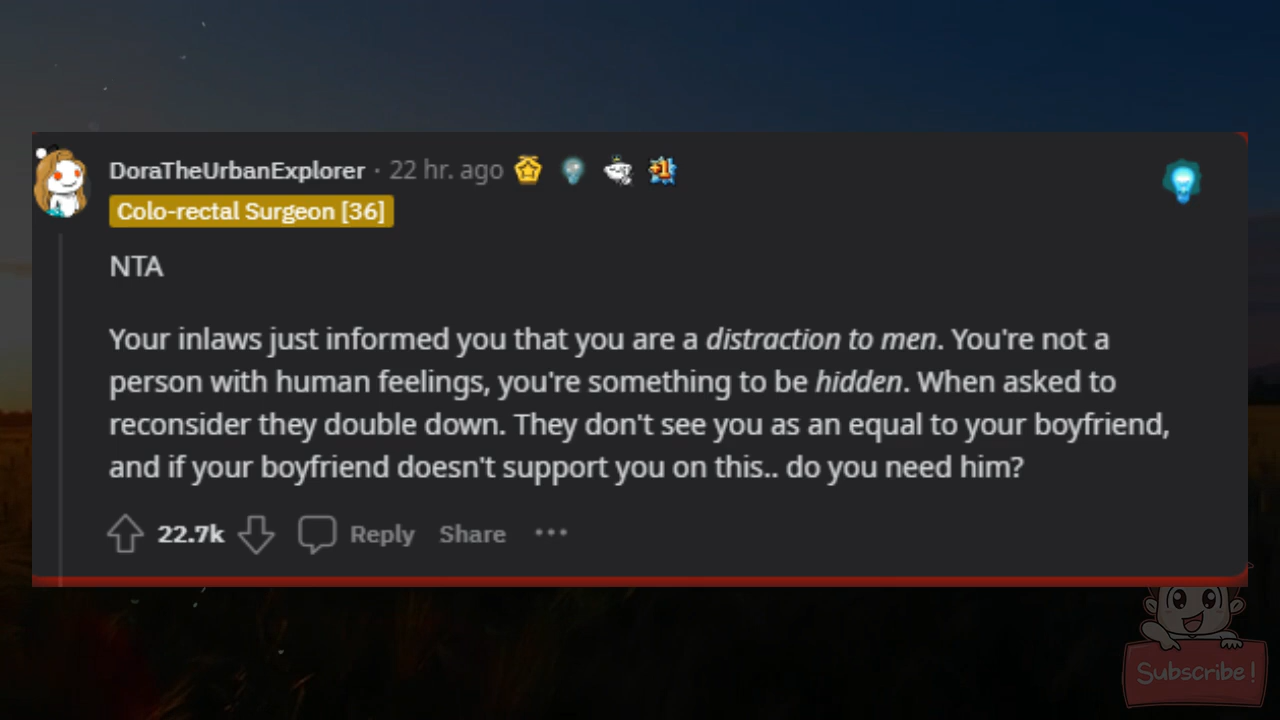 DoraTheUrbanExplorer · 22 hr. ago
Colo-rectal Surgeon [36]
NTA
Your inlaws just informed you that you are a distraction to men. You're not a
person with human feelings, you're something to be hidden. When asked to
reconsider they double down. They don't see you as an equal to your boyfriend,
and if your boyfriend doesn't support you on this.. do you need him?
22.7k Reply Share ···
Subscribe!